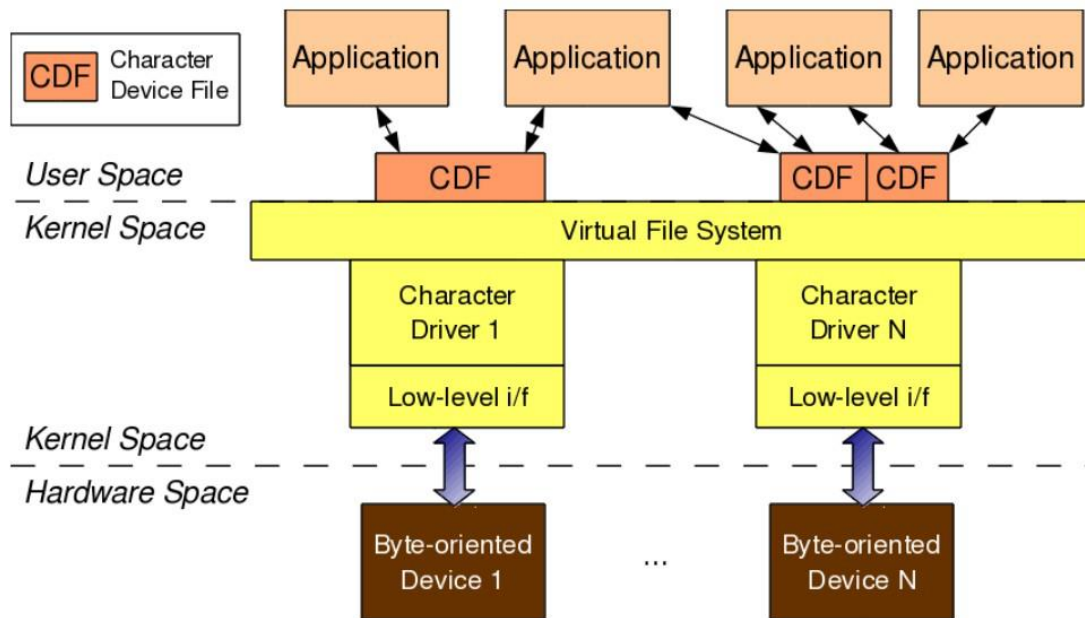 CDF
Character
Device File
Application
Application
Application
Application
User Space
CDF
CDF
CDF
Kernel Space
Virtual File System
Character
Driver 1
Character
Driver N
Low-level i/f
Low-level i/f
Kernel Space
Hardware Space
Byte-oriented
Device 1
...
Byte-oriented
Device N